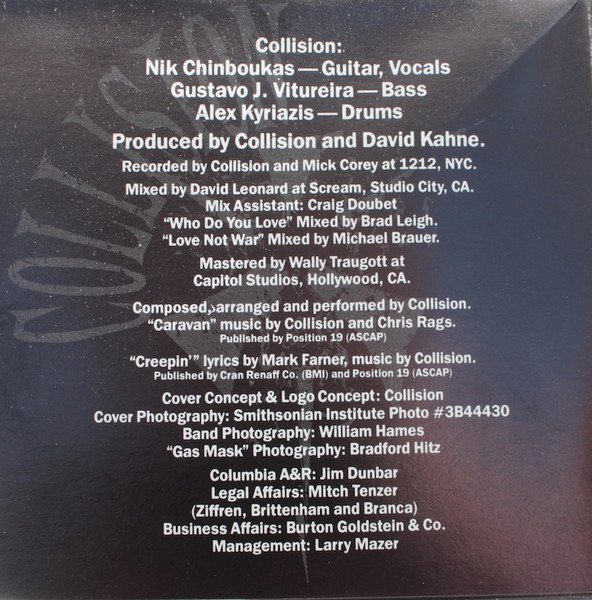 Collision:
Nik Chinboukas — Guitar, Vocals
Gustavo J. Vitureira — Bass
Alex Kyriazis — Drums
Produced by Collision and David Kahne.
Recorded by Collision and Mick Corey at 1212, NYC.
Mixed by David Leonard at Scream, Studio City, CA.
Mix Assistant: Craig Doubet
“Who Do You Love” Mixed by Brad Leigh.
“Love Not War” Mixed by Michael Brauer.
Mastered by Wally Traugott at
Capitol Studios, Hollywood, CA.
Composed, arranged and performed by Collision.
“Caravan” music by Collision and Chris Rags.
Published by Position 19 (ASCAP)
“Creepin’” lyrics by Mark Farner, music by Collision.
Published by Cran Renaff Co. (BMI) and Position 19 (ASCAP)
Cover Concept & Logo Concept: Collision
Cover Photography: Smithsonian Institute Photo #3B44430
Band Photography: William Hames
“Gas Mask” Photography: Bradford Hitz
Columbia A&R: Jim Dunbar
Legal Affairs: Mitch Tenzer
(Ziffren, Brittenham and Branca)
Business Affairs: Burton Goldstein & Co.
Management: Larry Mazer
COLLISION